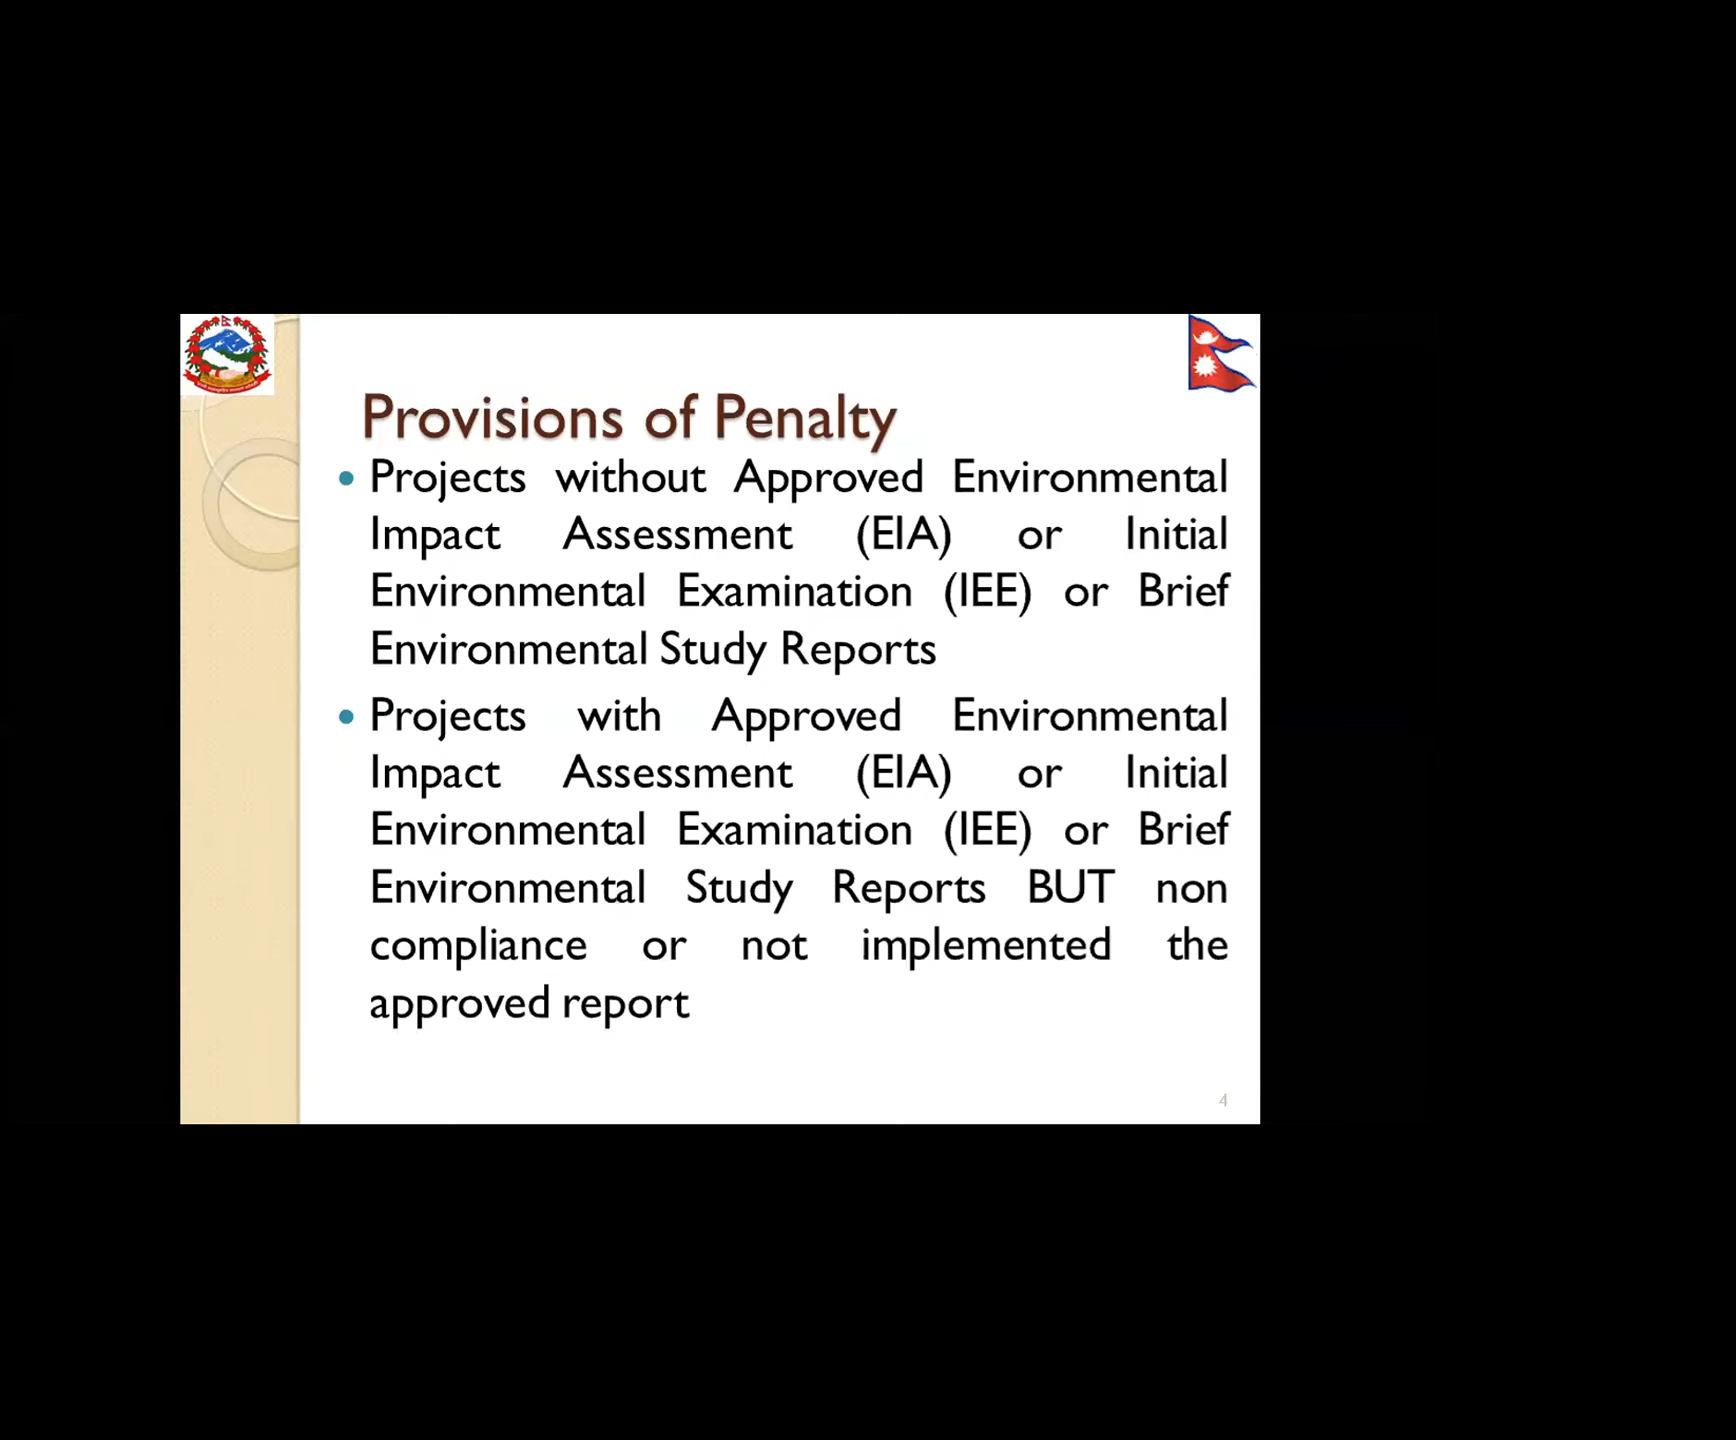 Provisions of Penalty
• Projects without Approved Environmental
Impact Assessment (EIA) or Initial
Environmental Examination (IEE) or Brief
Environmental Study Reports
• Projects with Approved Environmental
Impact Assessment (EIA) or Initial
Environmental Examination (IEE) or Brief
Environmental Study Reports BUT non
compliance or not implemented the
approved report
4